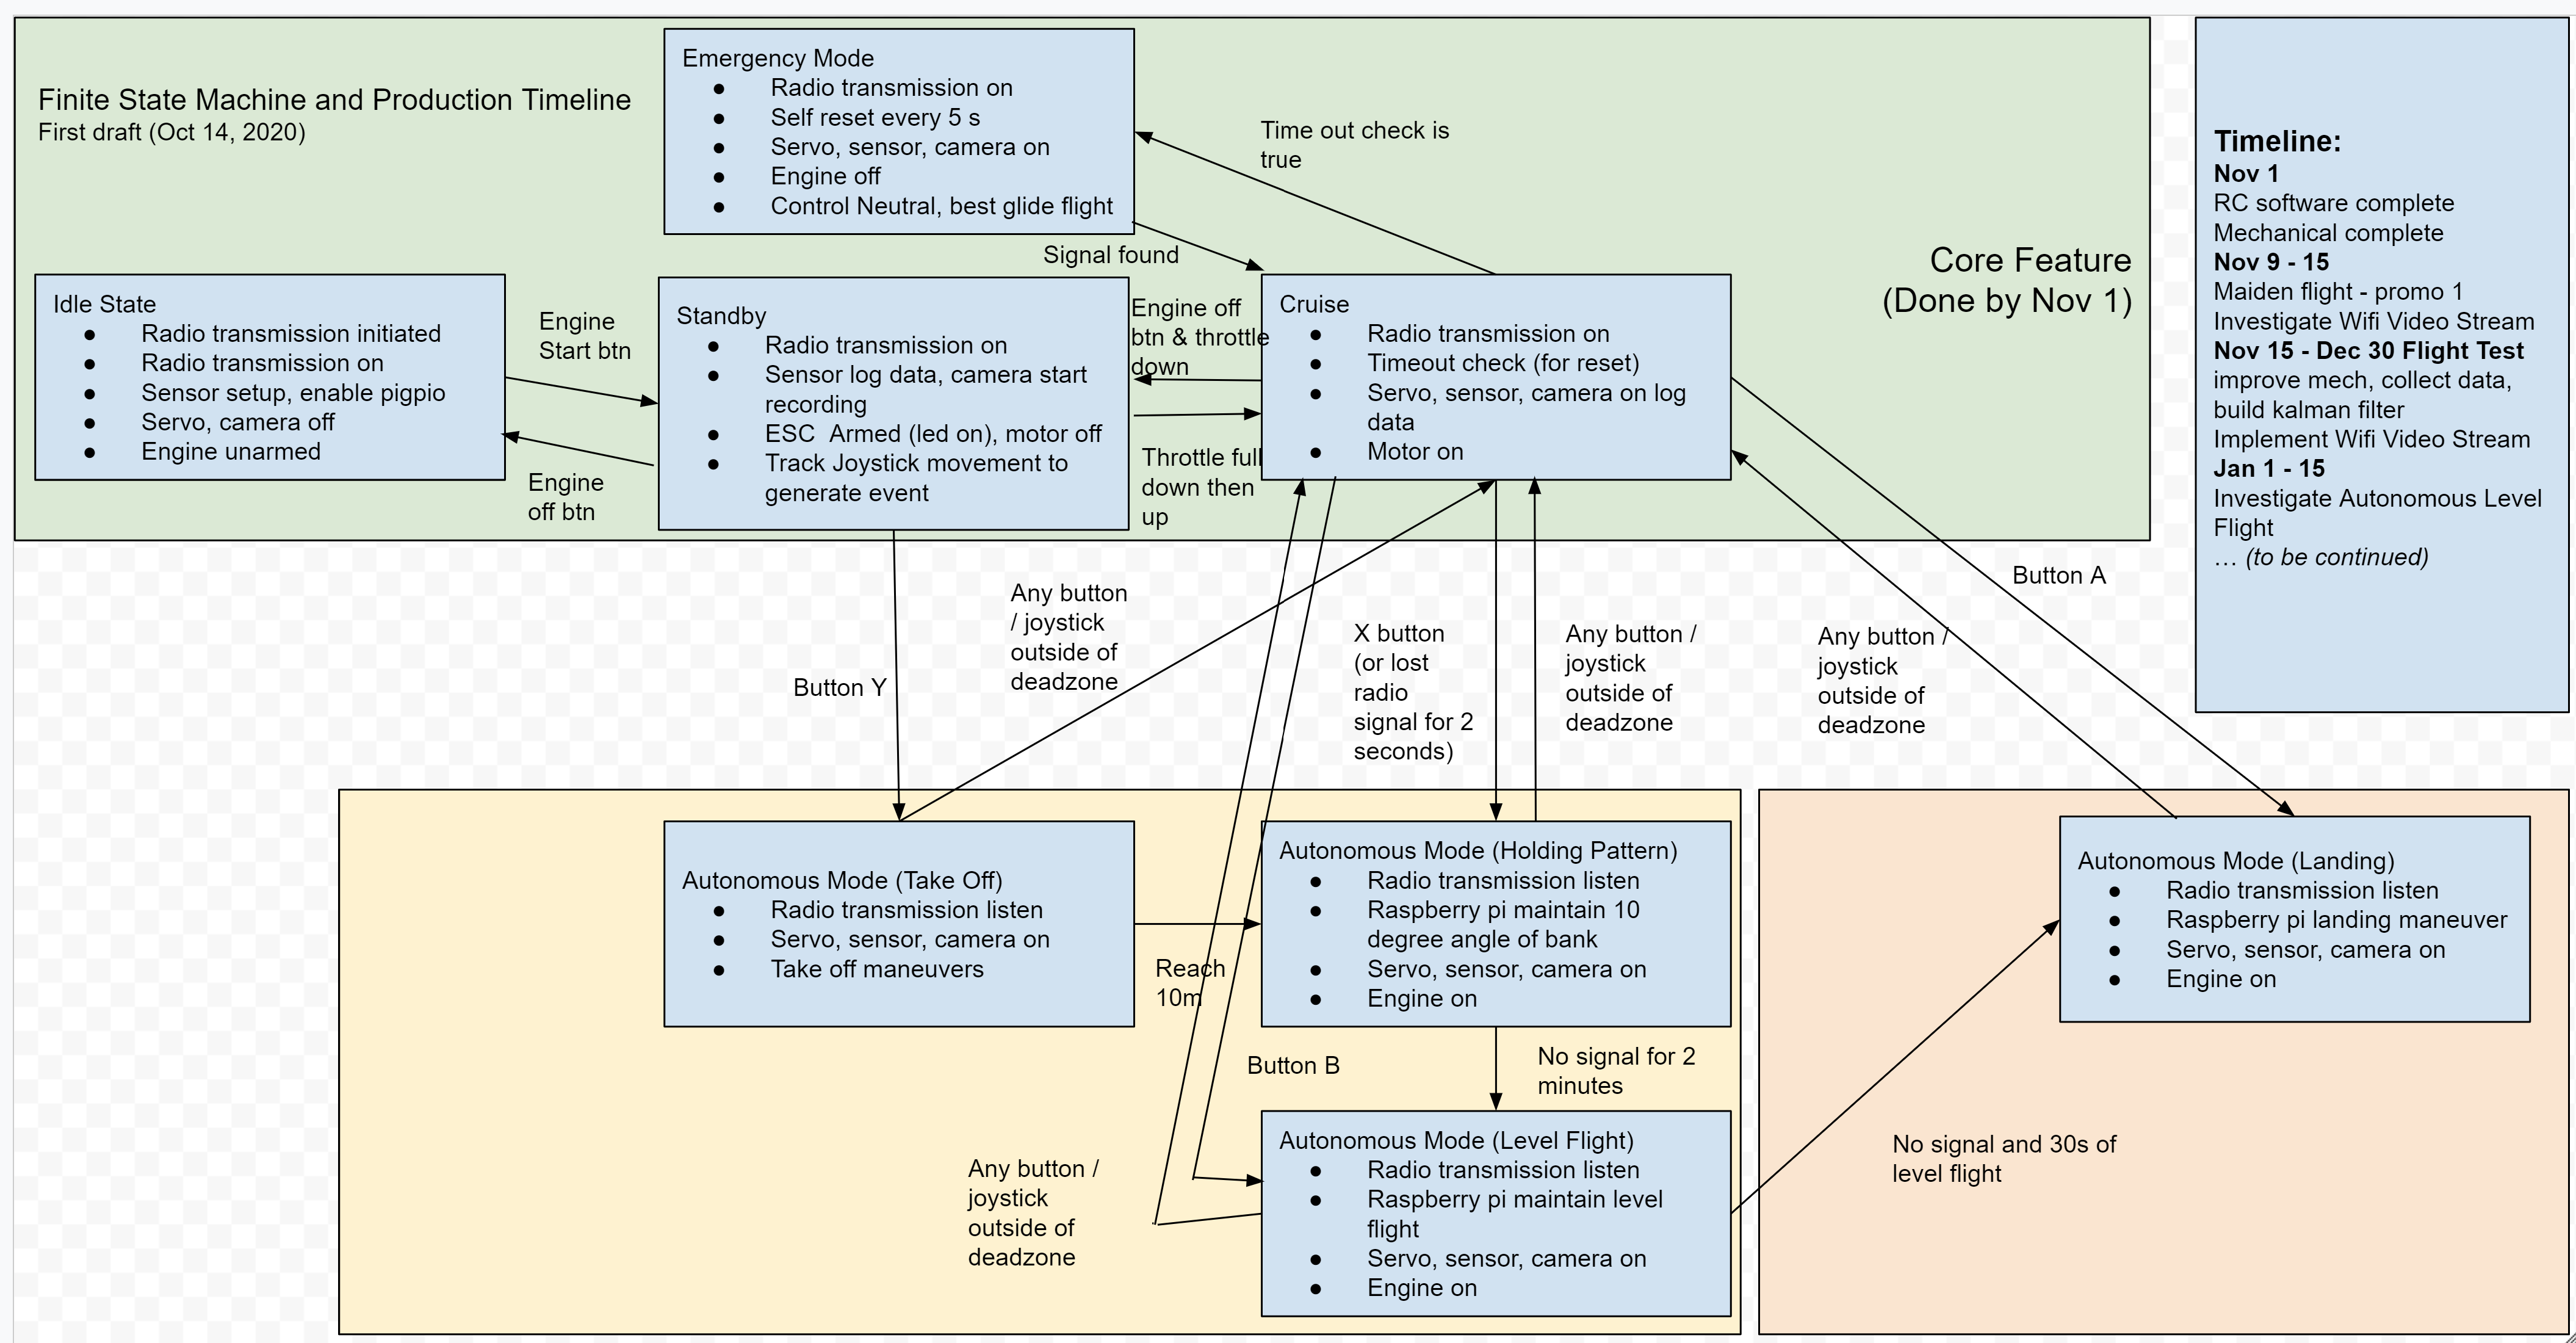 Finite State Machine and Production Timeline
First draft (Oct 14, 2020)
Emergency Mode
● Radio transmission on
● Self reset every 5 s
● Servo, sensor, camera on
● Engine off
● Control Neutral, best glide flight
Time out check is
true
Signal found
Core Feature
(Done by Nov 1)
Idle State
● Radio transmission initiated
● Radio transmission on
● Sensor setup, enable pigpio
● Servo, camera off
● Engine unarmed
Engine
Start btn
Engine
off btn
Standby
● Radio transmission on
● Sensor log data, camera start
recording
● ESC  Armed (led on), motor off
● Track Joystick movement to
generate event
Engine off
btn & throttle
down
Throttle full
down then
up
Cruise
● Radio transmission on
● Timeout check (for reset)
● Servo, sensor, camera on log
data
● Motor on
Timeline:
Nov 1
RC software complete
Mechanical complete
Nov 9 - 15
Maiden flight - promo 1
Investigate Wifi Video Stream
Nov 15 - Dec 30 Flight Test
improve mech, collect data,
build kalman filter
Implement Wifi Video Stream
Jan 1 - 15
Investigate Autonomous Level
Flight
… (to be continued)
Button Y
Any button
/ joystick
outside of
deadzone
X button
(or lost
radio
signal for 2
seconds)
Any button /
joystick
outside of
deadzone
Any button /
joystick
outside of
deadzone
Button A
Autonomous Mode (Take Off)
● Radio transmission listen
● Servo, sensor, camera on
● Take off maneuvers
Reach
10m
Autonomous Mode (Holding Pattern)
● Radio transmission listen
● Raspberry pi maintain 10
degree angle of bank
● Servo, sensor, camera on
● Engine on
Autonomous Mode (Landing)
● Radio transmission listen
● Raspberry pi landing maneuver
● Servo, sensor, camera on
● Engine on
Button B
No signal for 2
minutes
Any button /
joystick
outside of
deadzone
Autonomous Mode (Level Flight)
● Radio transmission listen
● Raspberry pi maintain level
flight
● Servo, sensor, camera on
● Engine on
No signal and 30s of
level flight